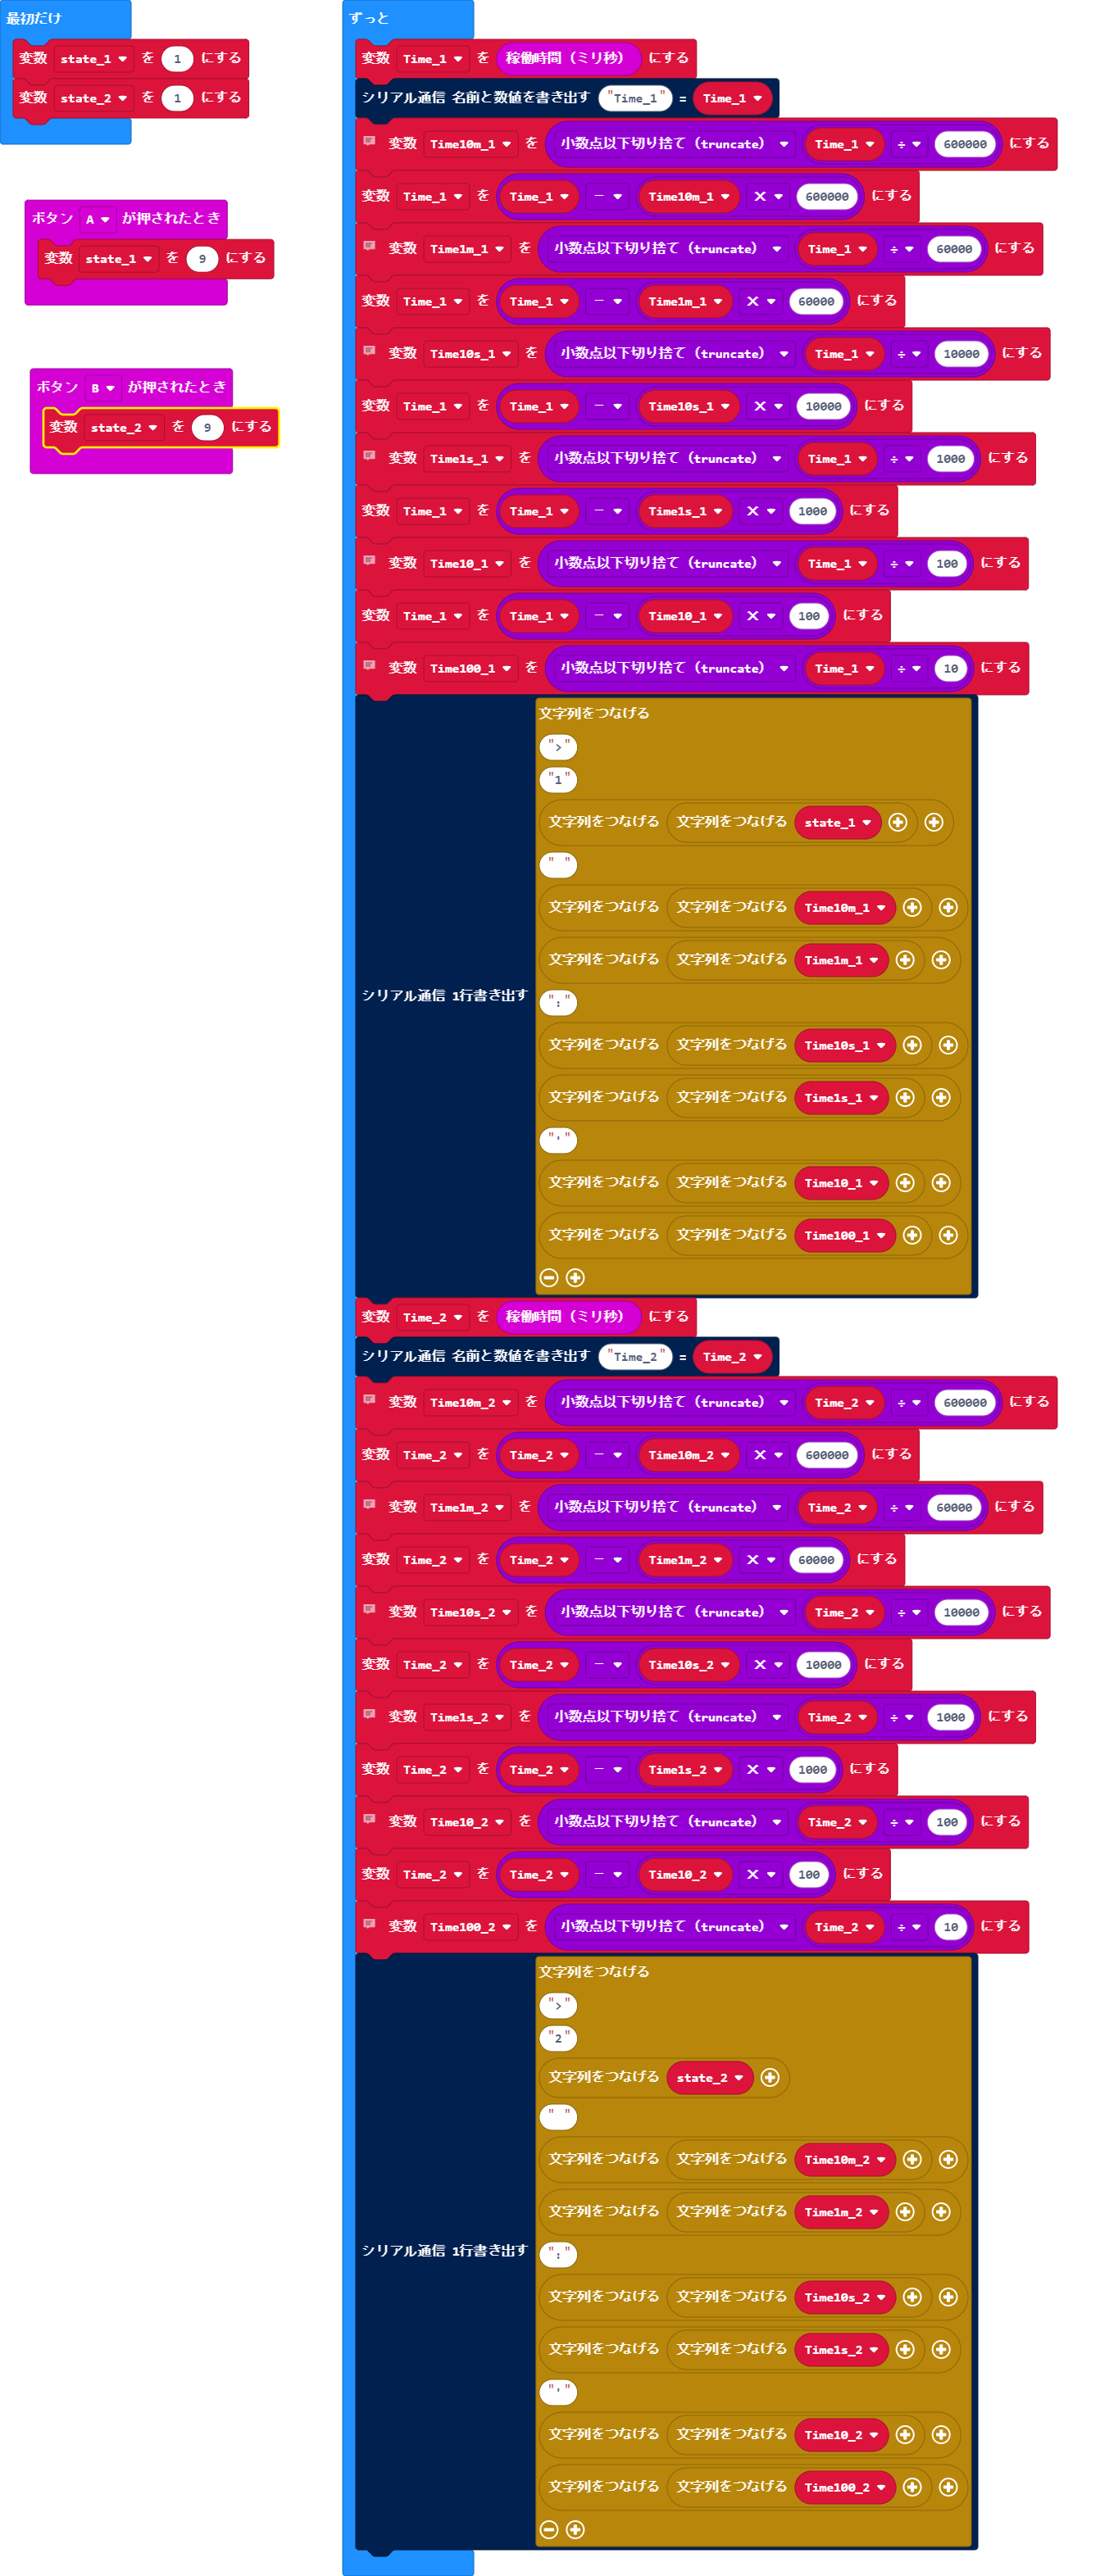 最初だけ
変数 state_1 を 1 にする
変数 state_2 を 1 にする
ボタン A が押されたとき
変数 state_1 を 9 にする
ボタン B が押されたとき
変数 state_2 を 9 にする
ずっと
変数 Time_1 を 稼働時間（ミリ秒） にする
シリアル通信 名前と数値を書き出す "Time_1" = Time_1
変数 Time10m_1 を 小数点以下切り捨て（truncate） Time_1 ÷ 600000 にする
変数 Time_1 を Time_1 - Time10m_1 × 600000 にする
変数 Time1m_1 を 小数点以下切り捨て（truncate） Time_1 ÷ 60000 にする
変数 Time_1 を Time_1 - Time1m_1 × 60000 にする
変数 Time10s_1 を 小数点以下切り捨て（truncate） Time_1 ÷ 10000 にする
変数 Time_1 を Time_1 - Time10s_1 × 10000 にする
変数 Time1s_1 を 小数点以下切り捨て（truncate） Time_1 ÷ 1000 にする
変数 Time_1 を Time_1 - Time1s_1 × 1000 にする
変数 Time10_1 を 小数点以下切り捨て（truncate） Time_1 ÷ 100 にする
変数 Time_1 を Time_1 - Time10_1 × 100 にする
変数 Time100_1 を 小数点以下切り捨て（truncate） Time_1 ÷ 10 にする
シリアル通信 1行書き出す
文字列をつなげる
">"
"1"
文字列をつなげる 文字列をつなげる state_1
" "
文字列をつなげる 文字列をつなげる Time10m_1
文字列をつなげる 文字列をつなげる Time1m_1
":"
文字列をつなげる 文字列をつなげる Time10s_1
文字列をつなげる 文字列をつなげる Time1s_1
"'"
文字列をつなげる 文字列をつなげる Time10_1
文字列をつなげる 文字列をつなげる Time100_1
変数 Time_2 を 稼働時間（ミリ秒） にする
シリアル通信 名前と数値を書き出す "Time_2" = Time_2
変数 Time10m_2 を 小数点以下切り捨て（truncate） Time_2 ÷ 600000 にする
変数 Time_2 を Time_2 - Time10m_2 × 600000 にする
変数 Time1m_2 を 小数点以下切り捨て（truncate） Time_2 ÷ 60000 にする
変数 Time_2 を Time_2 - Time1m_2 × 60000 にする
変数 Time10s_2 を 小数点以下切り捨て（truncate） Time_2 ÷ 10000 にする
変数 Time_2 を Time_2 - Time10s_2 × 10000 にする
変数 Time1s_2 を 小数点以下切り捨て（truncate） Time_2 ÷ 1000 にする
変数 Time_2 を Time_2 - Time1s_2 × 1000 にする
変数 Time10_2 を 小数点以下切り捨て（truncate） Time_2 ÷ 100 にする
変数 Time_2 を Time_2 - Time10_2 × 100 にする
変数 Time100_2 を 小数点以下切り捨て（truncate） Time_2 ÷ 10 にする
シリアル通信 1行書き出す
文字列をつなげる
">"
"2"
文字列をつなげる state_2
" "
文字列をつなげる 文字列をつなげる Time10m_2
文字列をつなげる 文字列をつなげる Time1m_2
":"
文字列をつなげる 文字列をつなげる Time10s_2
文字列をつなげる 文字列をつなげる Time1s_2
"'"
文字列をつなげる 文字列をつなげる Time10_2
文字列をつなげる 文字列をつなげる Time100_2